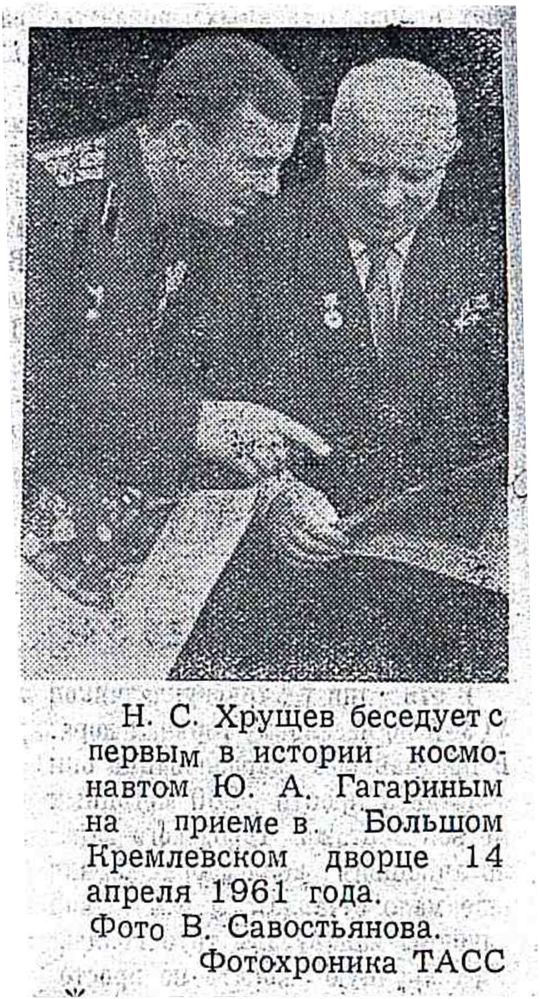 Н. С. Хрущев беседует с
первым в истории космо-
навтом Ю. А. Гагариным
на приеме в Большом
Кремлевском дворце 14
апреля 1961 года.
Фото В. Савостьянова.
Фотохроника ТАСС